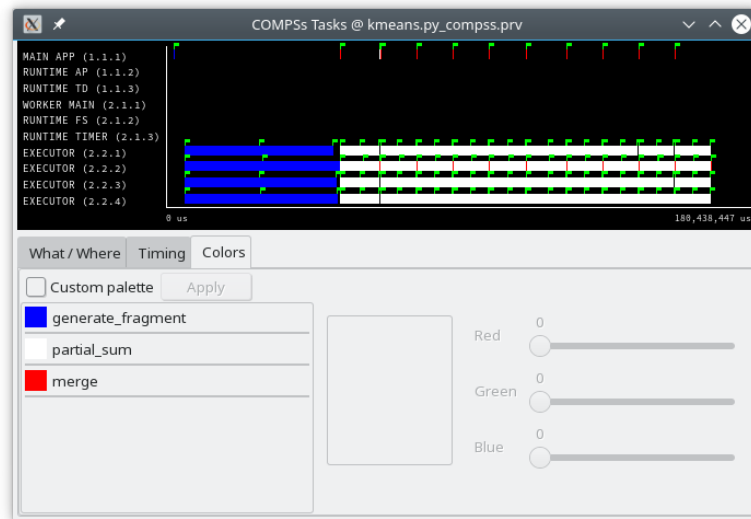 COMPSs Tasks @ kmeans.py_compss.prv
MAIN APP (1.1.1)
RUNTIME AP (1.1.2)
RUNTIME TD (1.1.3)
WORKER MAIN (2.1.1)
RUNTIME FS (2.1.2)
RUNTIME TIMER (2.1.3)
EXECUTOR (2.2.1)
EXECUTOR (2.2.2)
EXECUTOR (2.2.3)
EXECUTOR (2.2.4)
0 us 180,438,447 us
What / Where Timing Colors
Custom palette Apply
generate_fragment
partial_sum
merge
0
Red
0
Green
0
Blue